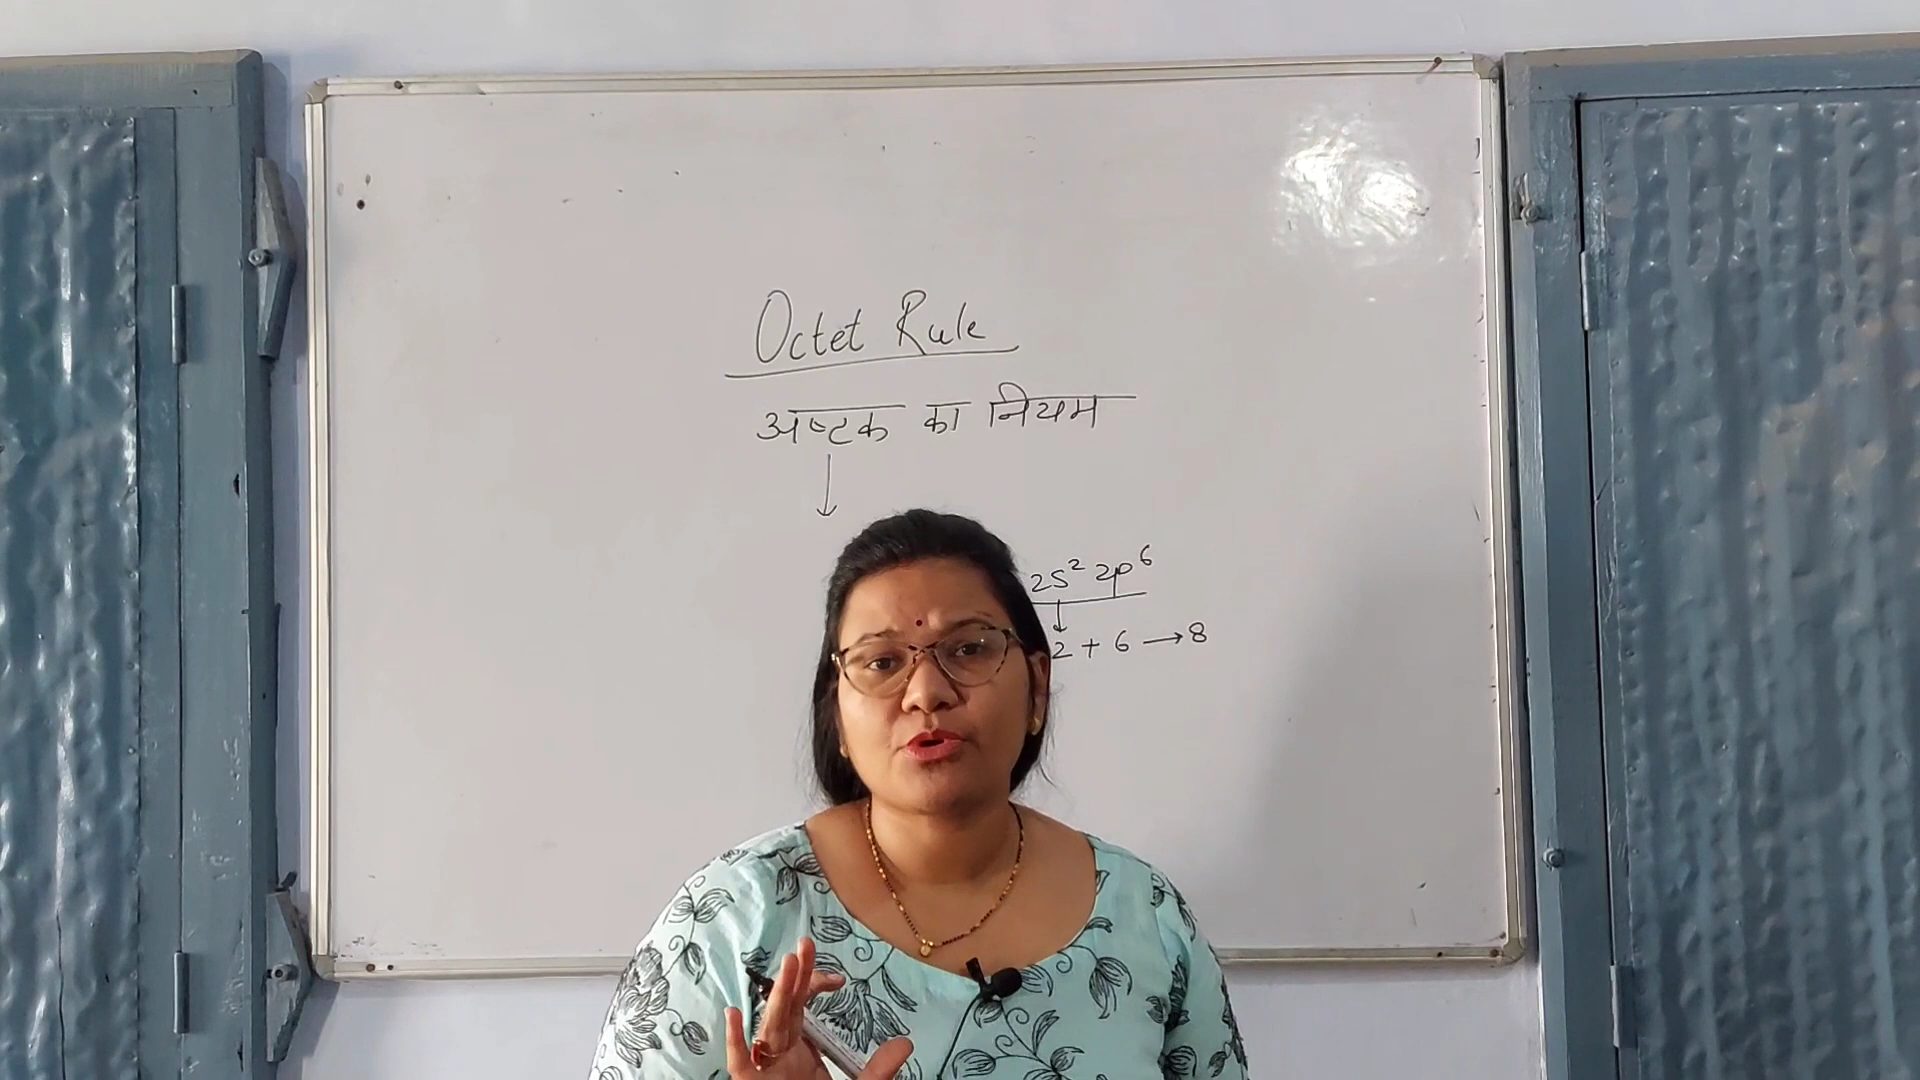 Octet Rule
अष्टक का नियम
2s² 2p⁶
2 + 6 → 8